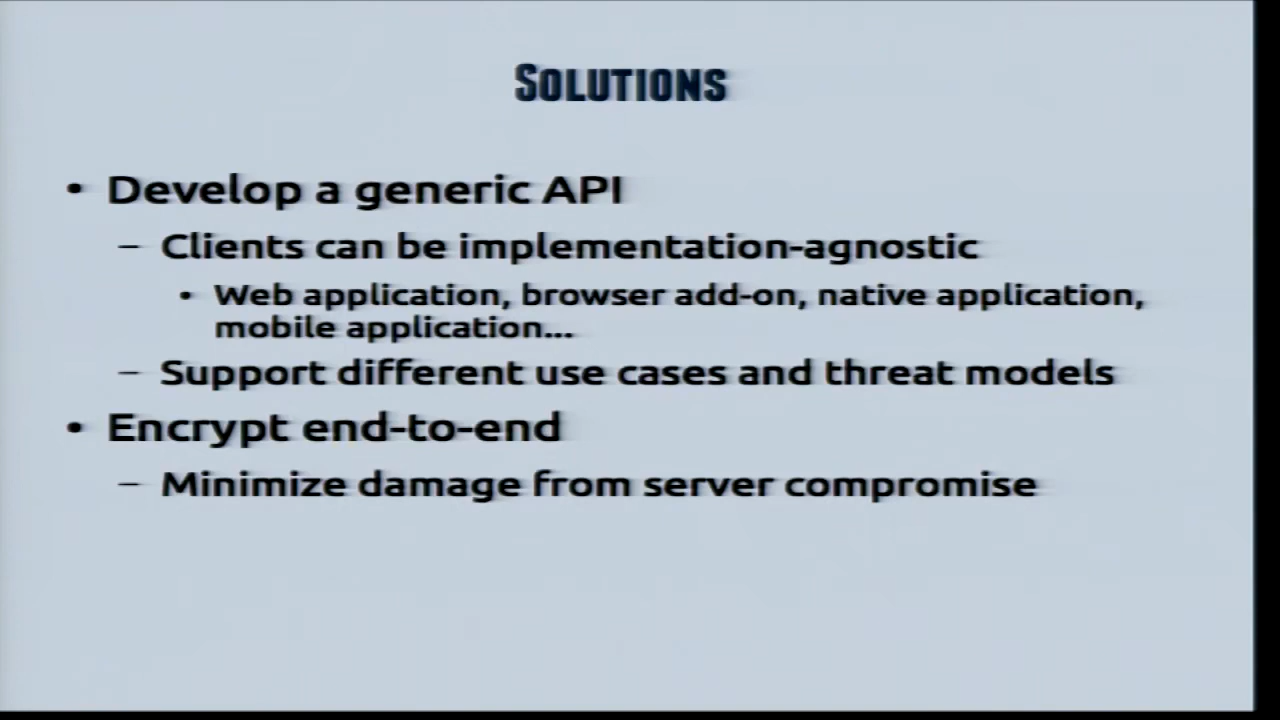 SOLUTIONS
• Develop a generic API
– Clients can be implementation-agnostic
• Web application, browser add-on, native application,
mobile application...
– Support different use cases and threat models
• Encrypt end-to-end
– Minimize damage from server compromise